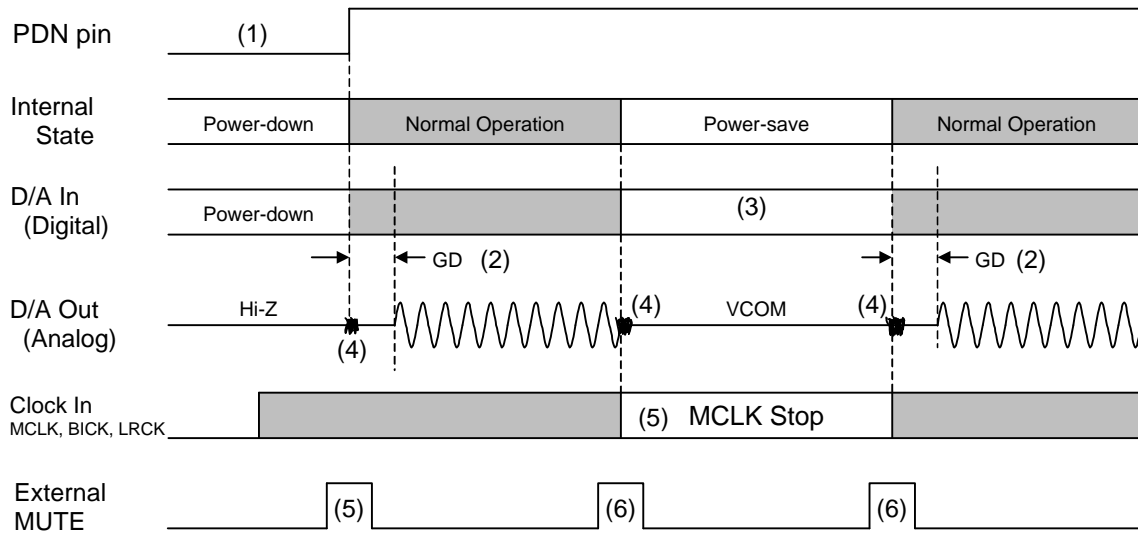 PDN pin
(1)
Internal
State
Power-down
Normal Operation
Power-save
Normal Operation
D/A In
(Digital)
Power-down
(3)
GD (2)
GD (2)
D/A Out
(Analog)
Hi-Z
(4)
(4)
VCOM
(4)
Clock In
MCLK, BICK, LRCK
(5) MCLK Stop
External
MUTE
(5)
(6)
(6)